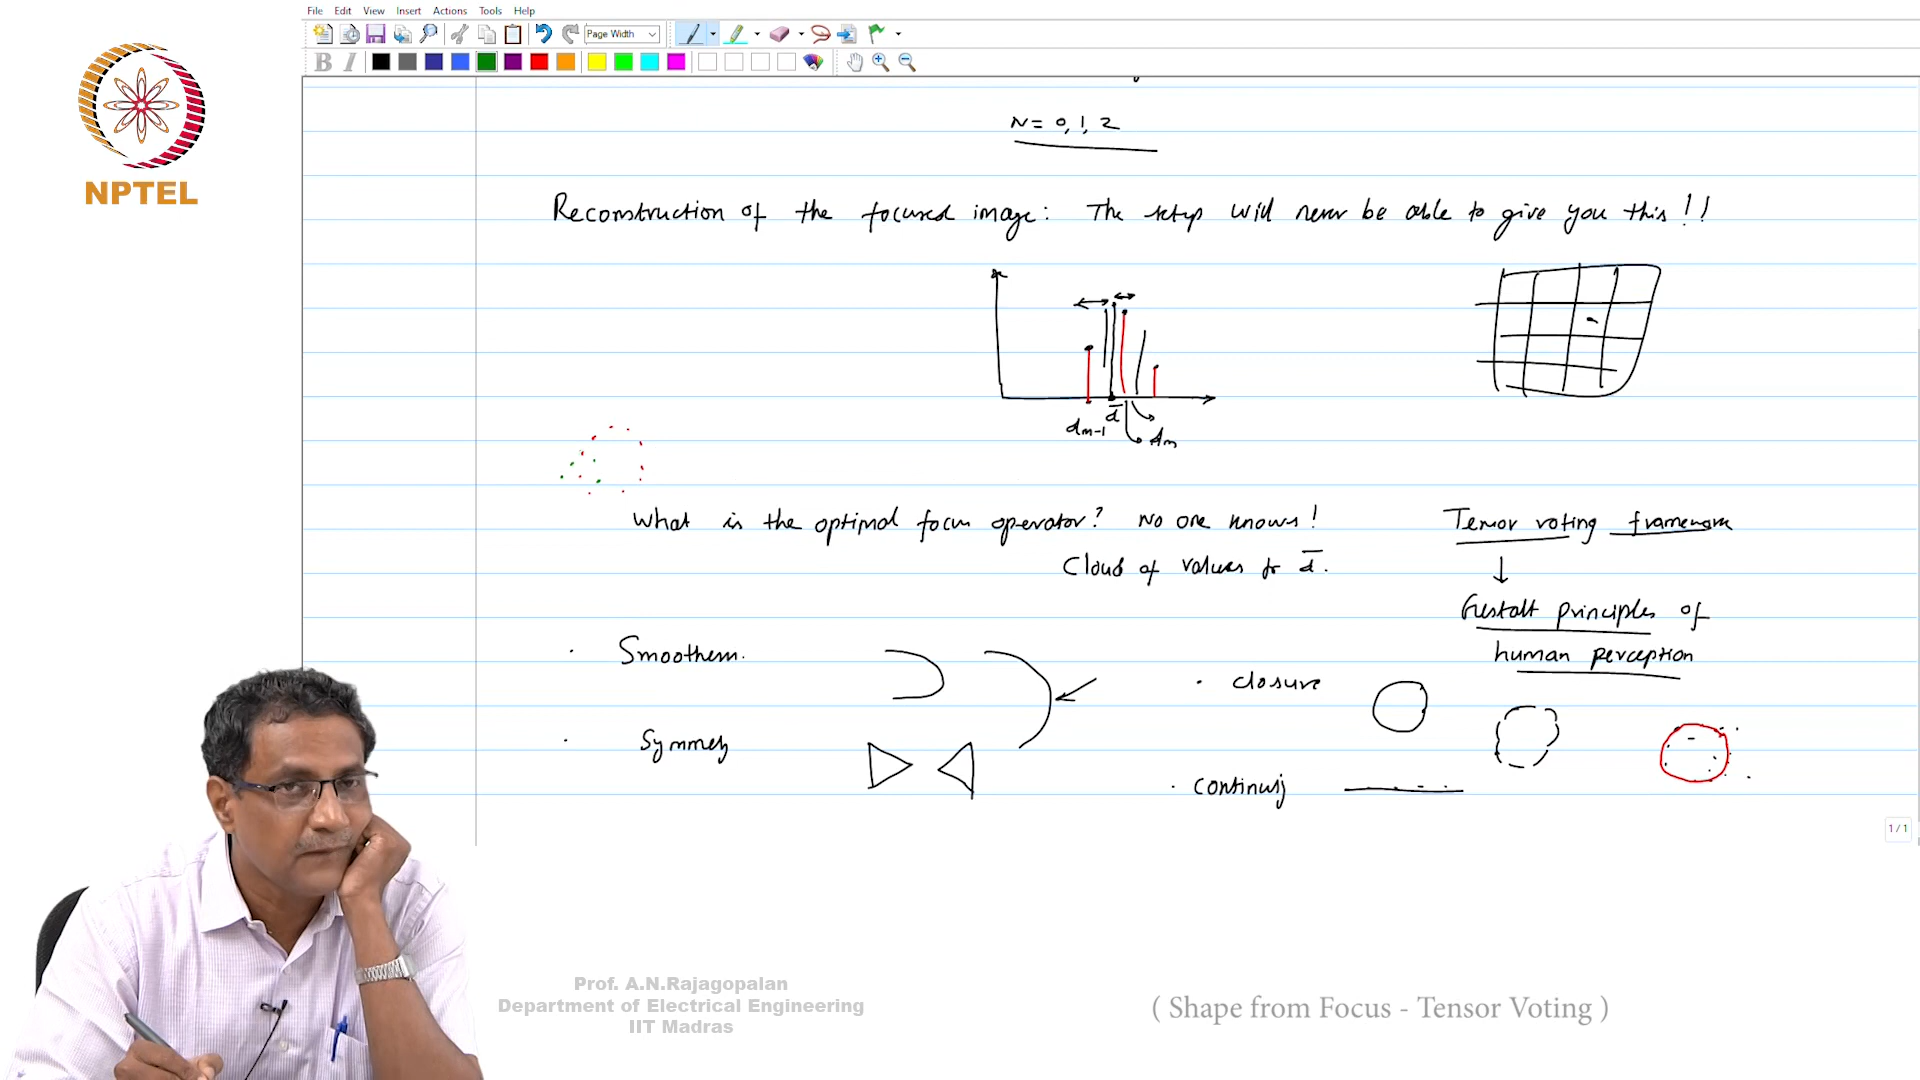 File Edit View Insert Actions Tools Help
Page Width
B I
NPTEL
N = 0, 1, 2
Reconstruction of the focused image: The setup will never be able to give you this!!
d̄
dm-1
dm
What is the optimal focus operator? No one knows!
Tensor voting framework
Cloud of values for d̄.
Gestalt principles of
human perception
Smoothness.
closure
Symmetry
continuity
1 / 1
Prof. A.N.Rajagopalan
Department of Electrical Engineering
IIT Madras
( Shape from Focus - Tensor Voting )